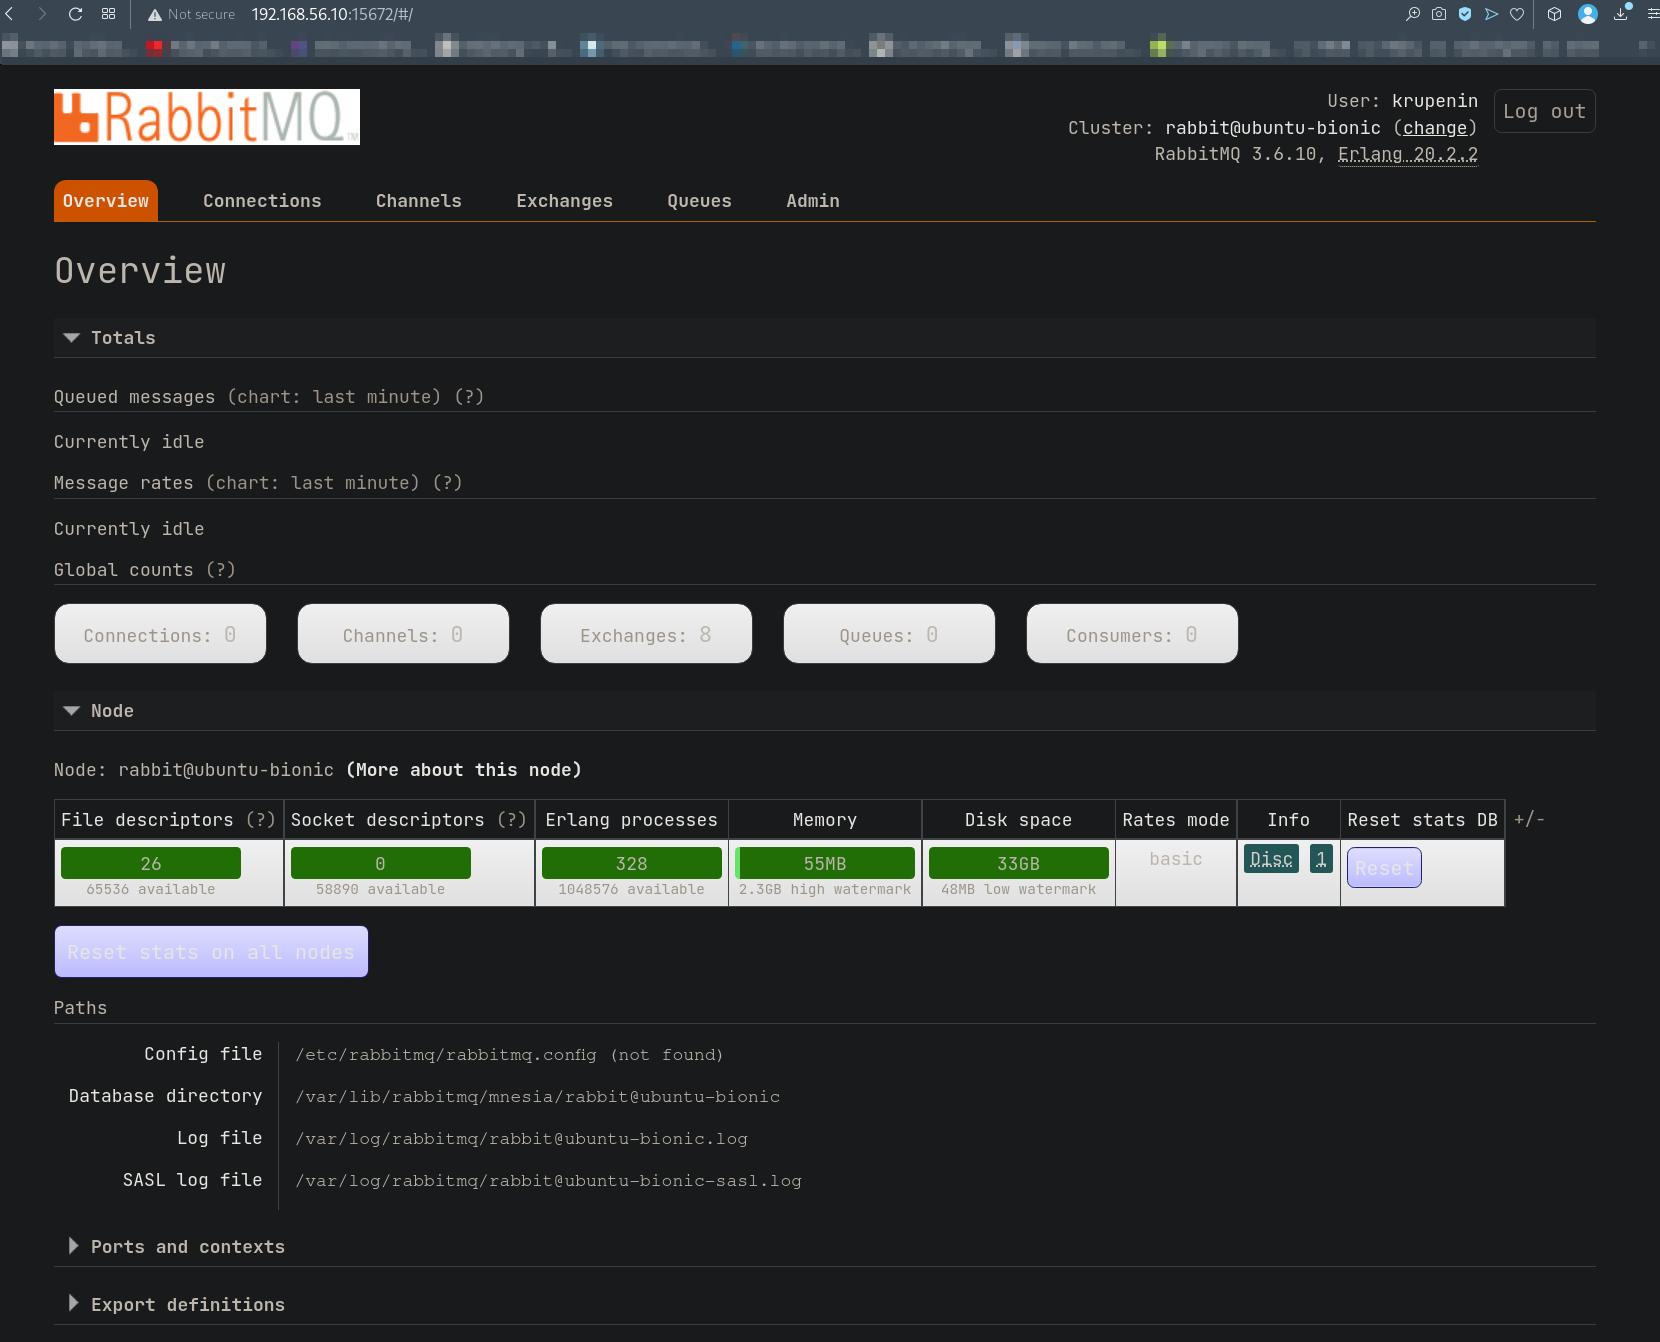 Not secure 192.168.56.10:15672/#/
RabbitMQ TM
User: krupenin
Log out
Cluster: rabbit@ubuntu-bionic (change)
RabbitMQ 3.6.10, Erlang 20.2.2
Overview Connections Channels Exchanges Queues Admin
Overview
Totals
Queued messages (chart: last minute) (?)
Currently idle
Message rates (chart: last minute) (?)
Currently idle
Global counts (?)
Connections: 0 Channels: 0 Exchanges: 8 Queues: 0 Consumers: 0
Node
Node: rabbit@ubuntu-bionic (More about this node)
File descriptors (?) Socket descriptors (?) Erlang processes Memory Disk space Rates mode Info Reset stats DB +/-
26 0 328 55MB 33GB basic Disc 1 Reset
65536 available 58890 available 1048576 available 2.3GB high watermark 48MB low watermark
Reset stats on all nodes
Paths
Config file /etc/rabbitmq/rabbitmq.config (not found)
Database directory /var/lib/rabbitmq/mnesia/rabbit@ubuntu-bionic
Log file /var/log/rabbitmq/rabbit@ubuntu-bionic.log
SASL log file /var/log/rabbitmq/rabbit@ubuntu-bionic-sasl.log
Ports and contexts
Export definitions